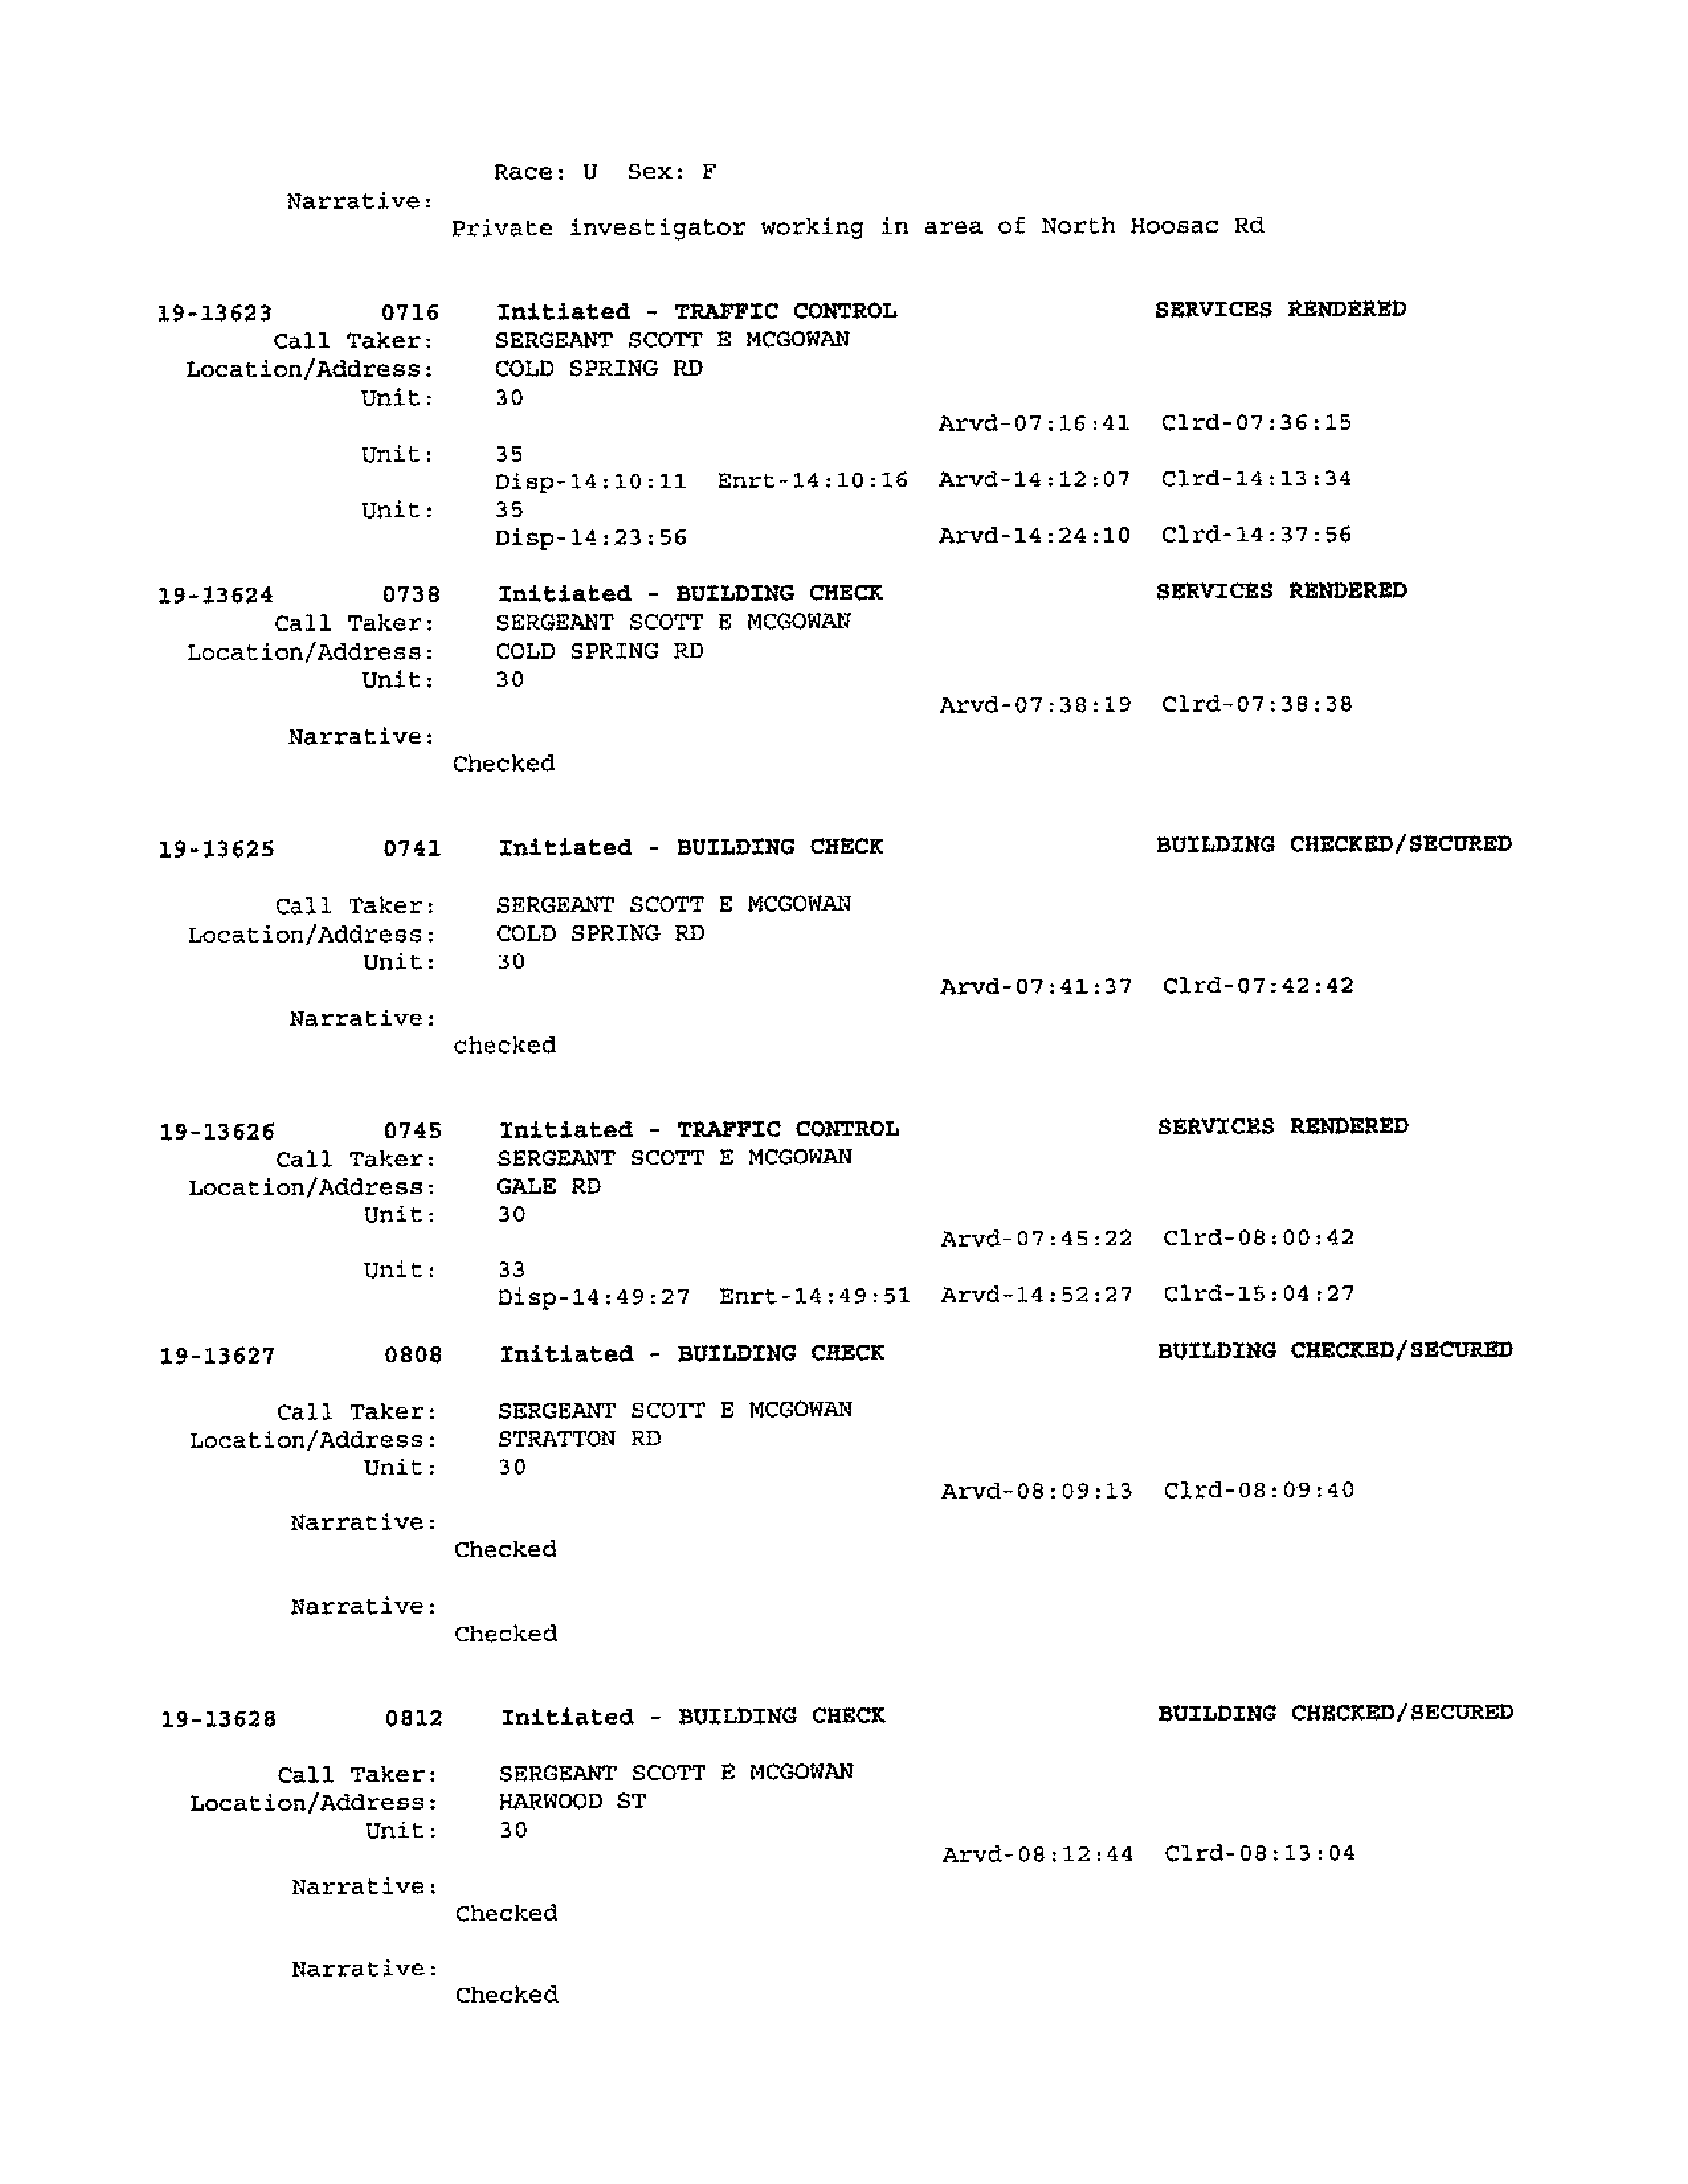 Race: U Sex: F
Narrative:
Private investigator working in area of North Hoosac Rd
19-13623 0716 Initiated - TRAFFIC CONTROL SERVICES RENDERED
Call Taker: SERGEANT SCOTT E MCGOWAN
Location/Address: COLD SPRING RD
Unit: 30
Arvd-07:16:41 Clrd-07:36:15
Unit: 35
Disp-14:10:11 Enrt-14:10:16 Arvd-14:12:07 Clrd-14:13:34
Unit: 35
Disp-14:23:56 Arvd-14:24:10 Clrd-14:37:56
19-13624 0738 Initiated - BUILDING CHECK SERVICES RENDERED
Call Taker: SERGEANT SCOTT E MCGOWAN
Location/Address: COLD SPRING RD
Unit: 30
Arvd-07:38:19 Clrd-07:38:38
Narrative:
Checked
19-13625 0741 Initiated - BUILDING CHECK BUILDING CHECKED/SECURED
Call Taker: SERGEANT SCOTT E MCGOWAN
Location/Address: COLD SPRING RD
Unit: 30
Arvd-07:41:37 Clrd-07:42:42
Narrative:
checked
19-13626 0745 Initiated - TRAFFIC CONTROL SERVICES RENDERED
Call Taker: SERGEANT SCOTT E MCGOWAN
Location/Address: GALE RD
Unit: 30
Arvd-07:45:22 Clrd-08:00:42
Unit: 33
Disp-14:49:27 Enrt-14:49:51 Arvd-14:52:27 Clrd-15:04:27
19-13627 0808 Initiated - BUILDING CHECK BUILDING CHECKED/SECURED
Call Taker: SERGEANT SCOTT E MCGOWAN
Location/Address: STRATTON RD
Unit: 30
Arvd-08:09:13 Clrd-08:09:40
Narrative:
Checked
Narrative:
Checked
19-13628 0812 Initiated - BUILDING CHECK BUILDING CHECKED/SECURED
Call Taker: SERGEANT SCOTT E MCGOWAN
Location/Address: HARWOOD ST
Unit: 30
Arvd-08:12:44 Clrd-08:13:04
Narrative:
Checked
Narrative:
Checked